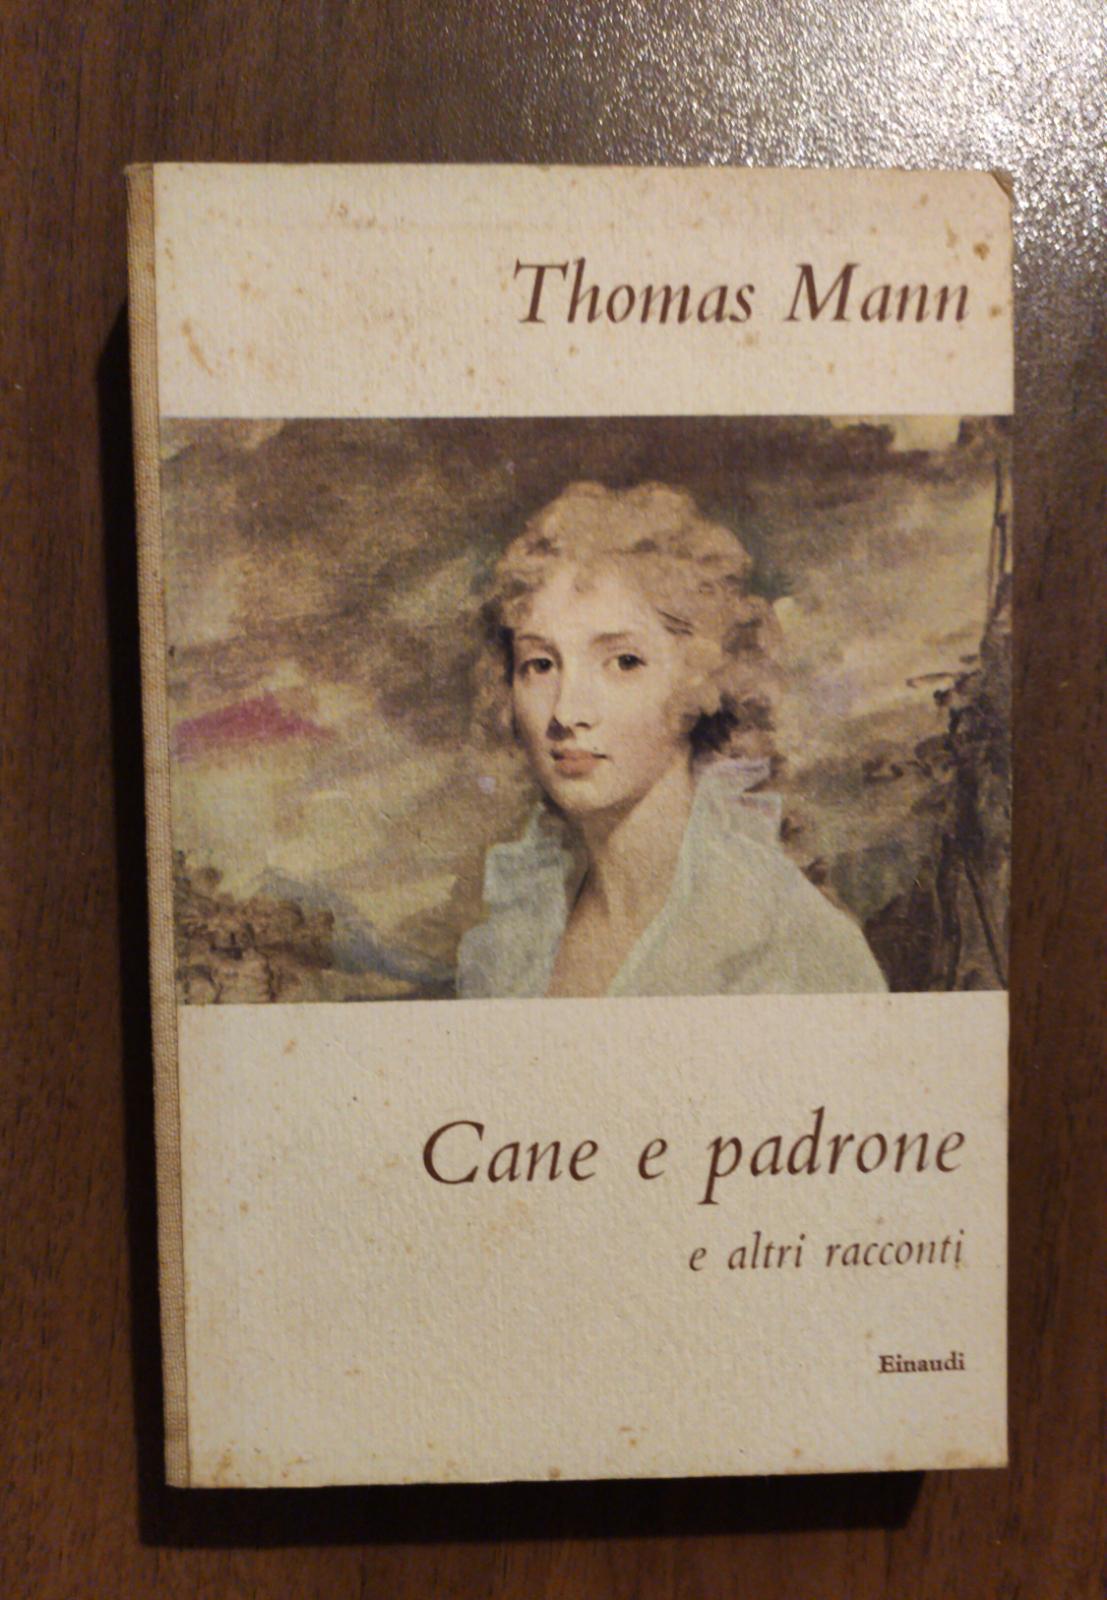 Thomas Mann
Cane e padrone
e altri racconti
Einaudi